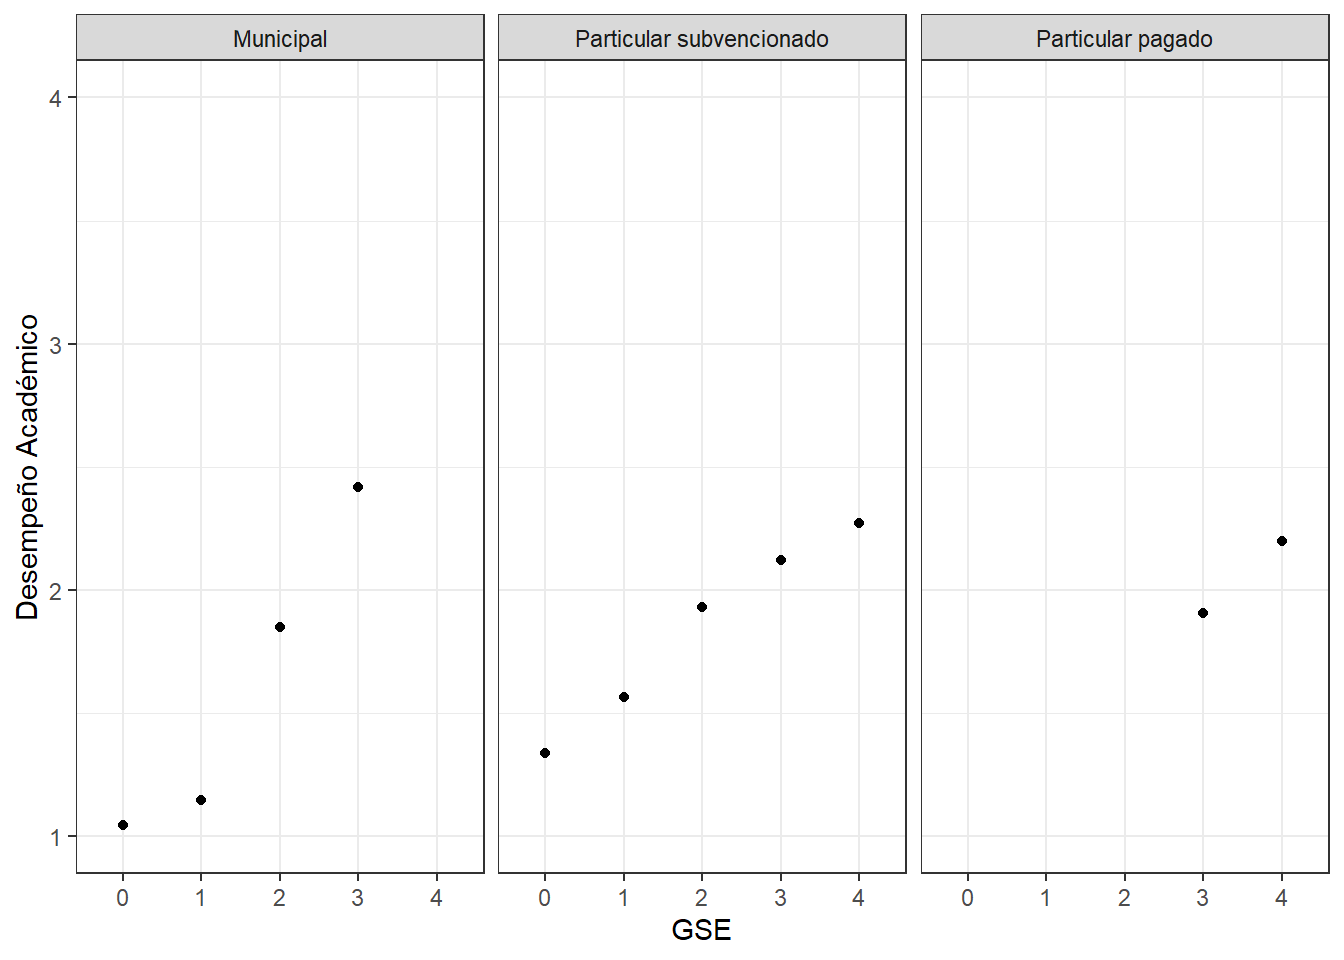 Municipal
Particular subvencionado
Particular pagado
Desempeño Académico
4
3
2
1
0 1 2 3 4
0 1 2 3 4
0 1 2 3 4
GSE